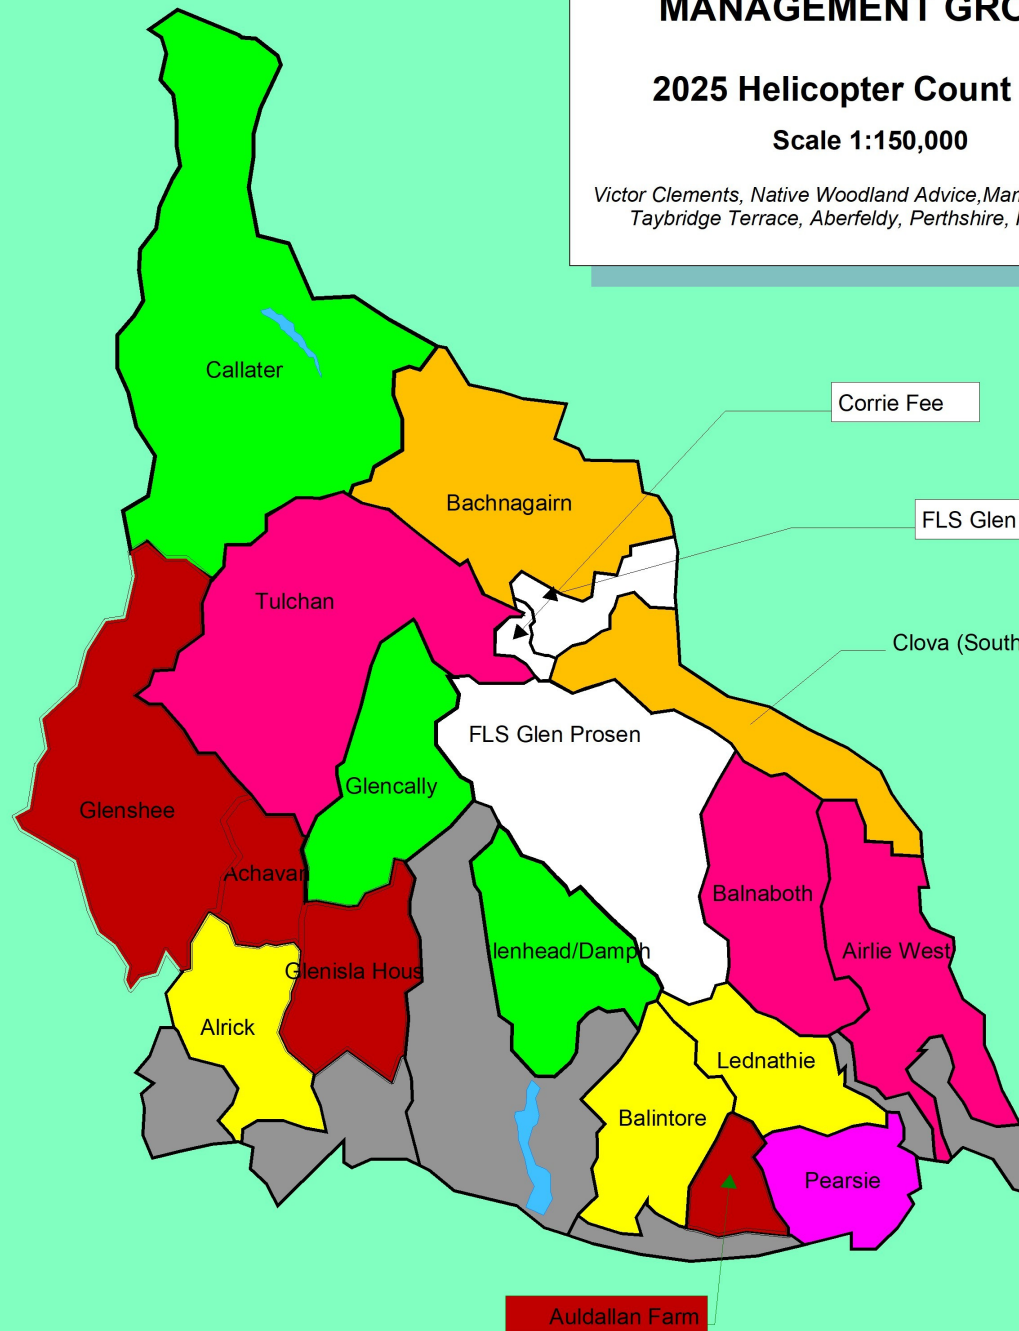 MANAGEMENT GRO
2025 Helicopter Count
Scale 1:150,000
Victor Clements, Native Woodland Advice,Mam
Taybridge Terrace, Aberfeldy, Perthshire,
Callater
Corrie Fee
Bachnagairn
FLS Glen
Tulchan
Clova (South
FLS Glen Prosen
Glencally
Glenshee
Achavan
Balnaboth
lenhead/Damph
Airlie West
Glenisla Hous
Alrick
Lednathie
Balintore
Pearsie
Auldallan Farm